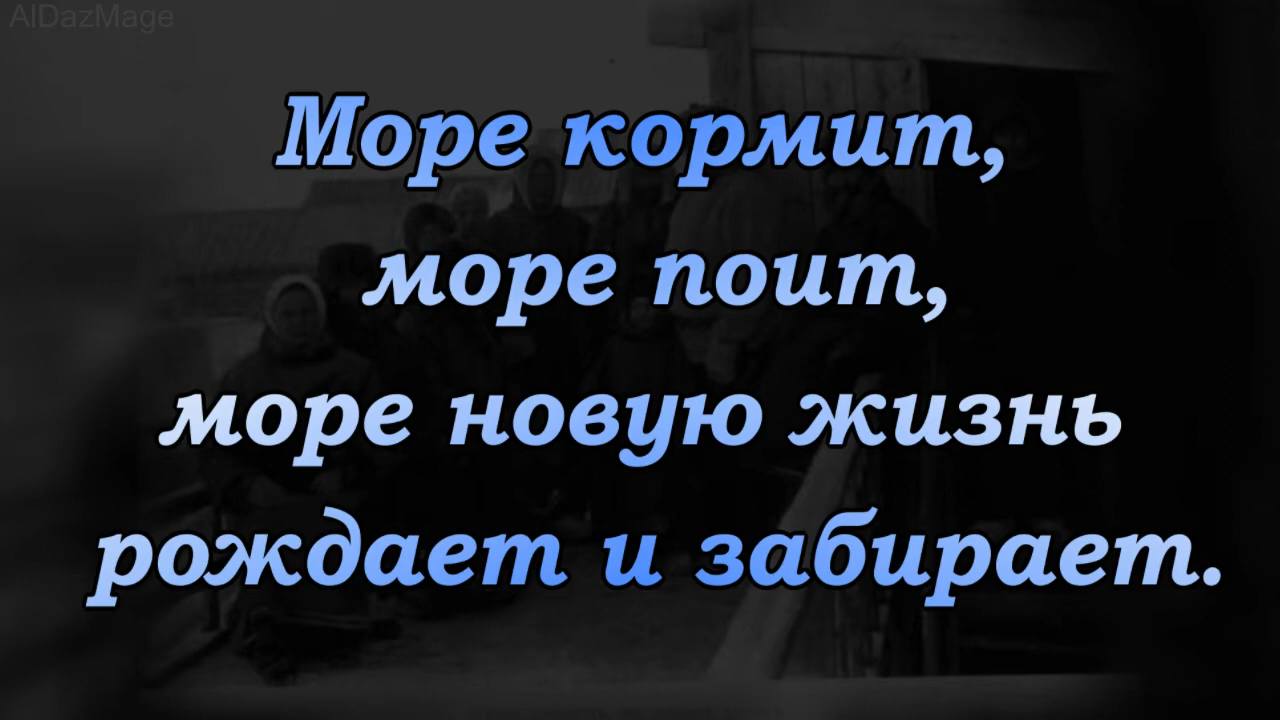 AlDazMage
Море кормит,
море поит,
море новую жизнь
рождает и забирает.